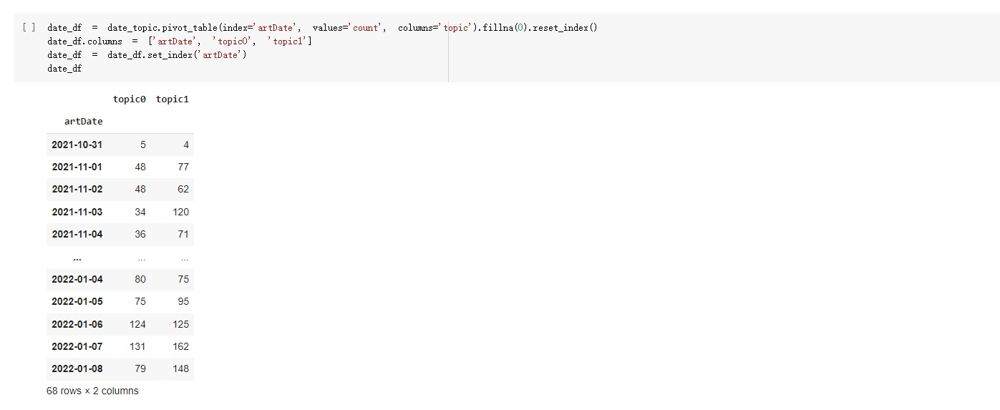 [ ] date_df = date_topic.pivot_table(index='artDate', values='count', columns='topic').fillna(0).reset_index()
date_df.columns = ['artDate', 'topic0', 'topic1']
date_df = date_df.set_index('artDate')
date_df
topic0 topic1
artDate
2021-10-31 5 4
2021-11-01 48 77
2021-11-02 48 62
2021-11-03 34 120
2021-11-04 36 71
... ... ...
2022-01-04 80 75
2022-01-05 75 95
2022-01-06 124 125
2022-01-07 131 162
2022-01-08 79 148
68 rows × 2 columns